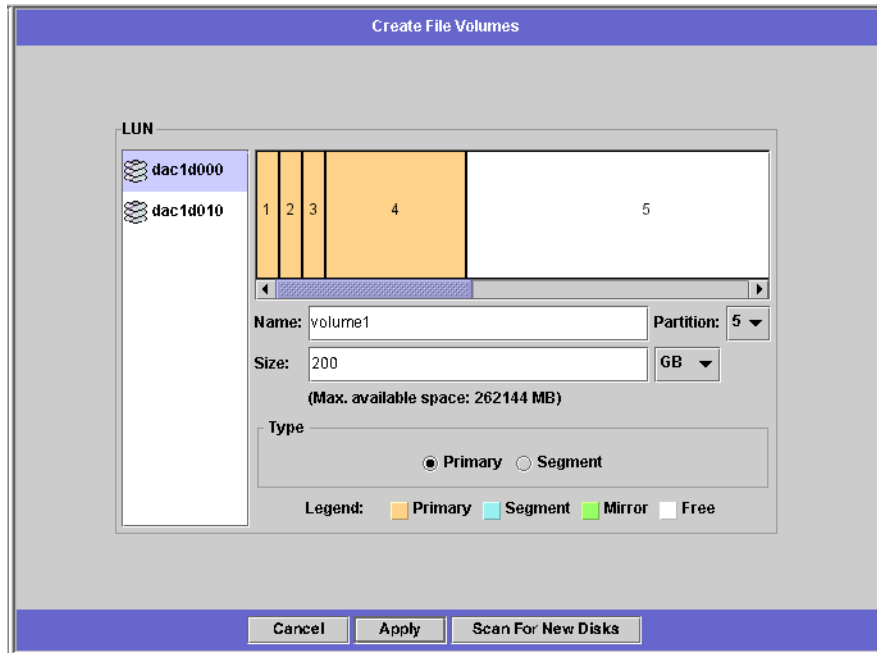 Create File Volumes
LUN
dac1d000
dac1d010
1 2 3 4 5
Name: volume1 Partition: 5
Size: 200 GB
(Max. available space: 262144 MB)
Type
Primary Segment
Legend: Primary Segment Mirror Free
Cancel Apply Scan For New Disks